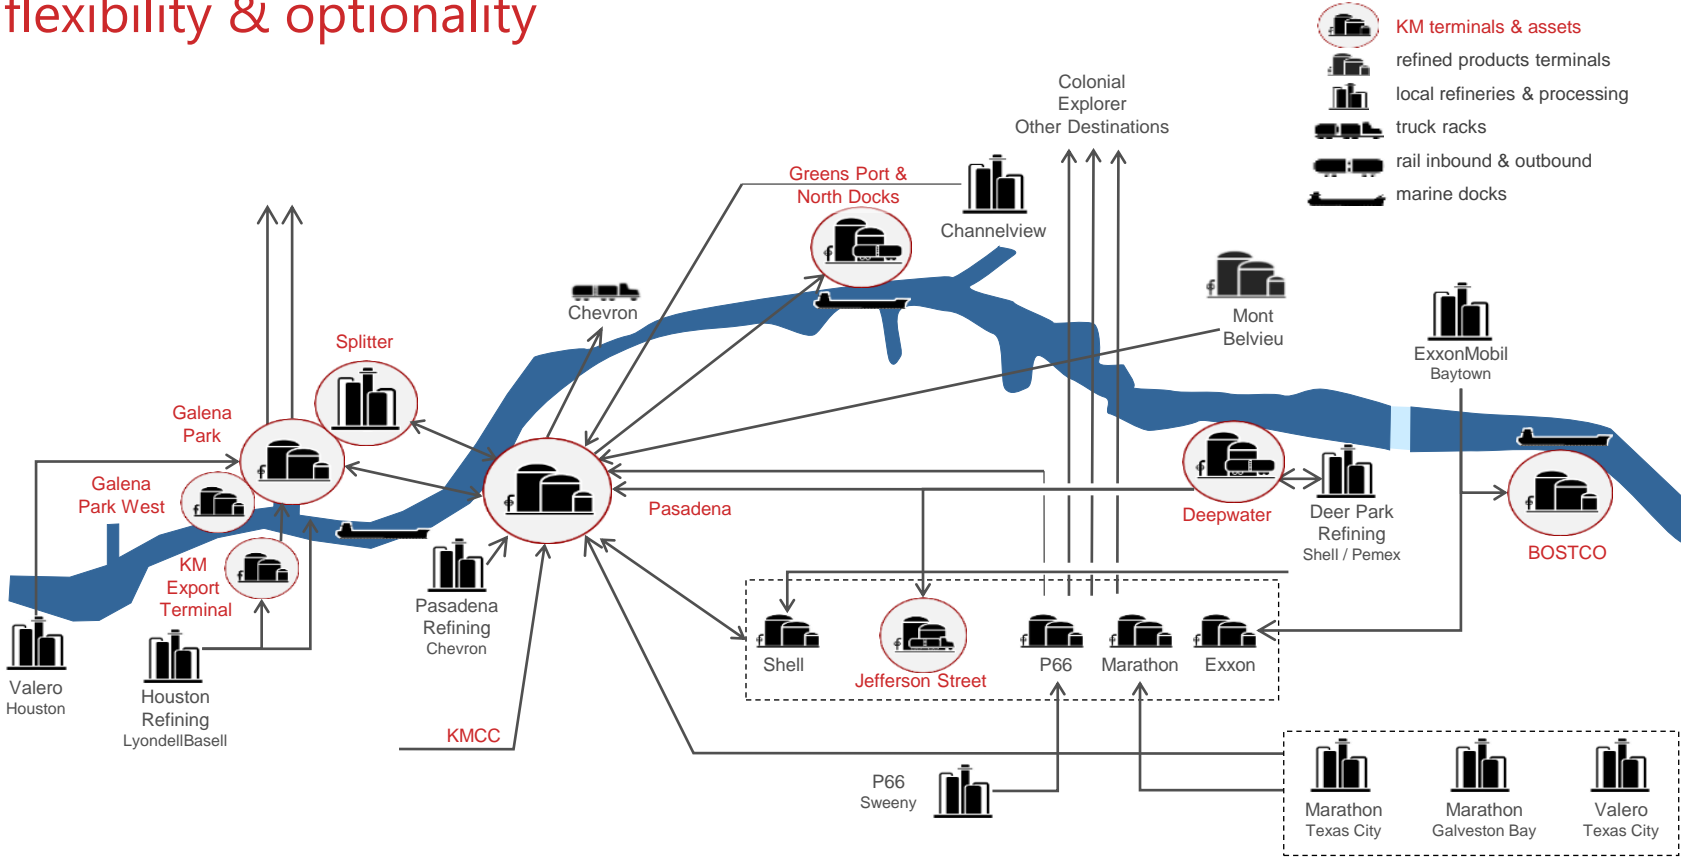 flexibility & optionality
KM terminals & assets
refined products terminals
local refineries & processing
truck racks
rail inbound & outbound
marine docks
Colonial
Explorer
Other Destinations
Greens Port &
North Docks
Channelview
Chevron
Mont
Belvieu
ExxonMobil
Baytown
Splitter
Galena
Park
Galena
Park West
Pasadena
Deepwater
Deer Park
Refining
Shell / Pemex
BOSTCO
KM
Export
Terminal
Pasadena
Refining
Chevron
Shell
Jefferson Street
P66
Marathon
Exxon
Valero
Houston
Houston
Refining
LyondellBasell
KMCC
P66
Sweeny
Marathon
Texas City
Marathon
Galveston Bay
Valero
Texas City